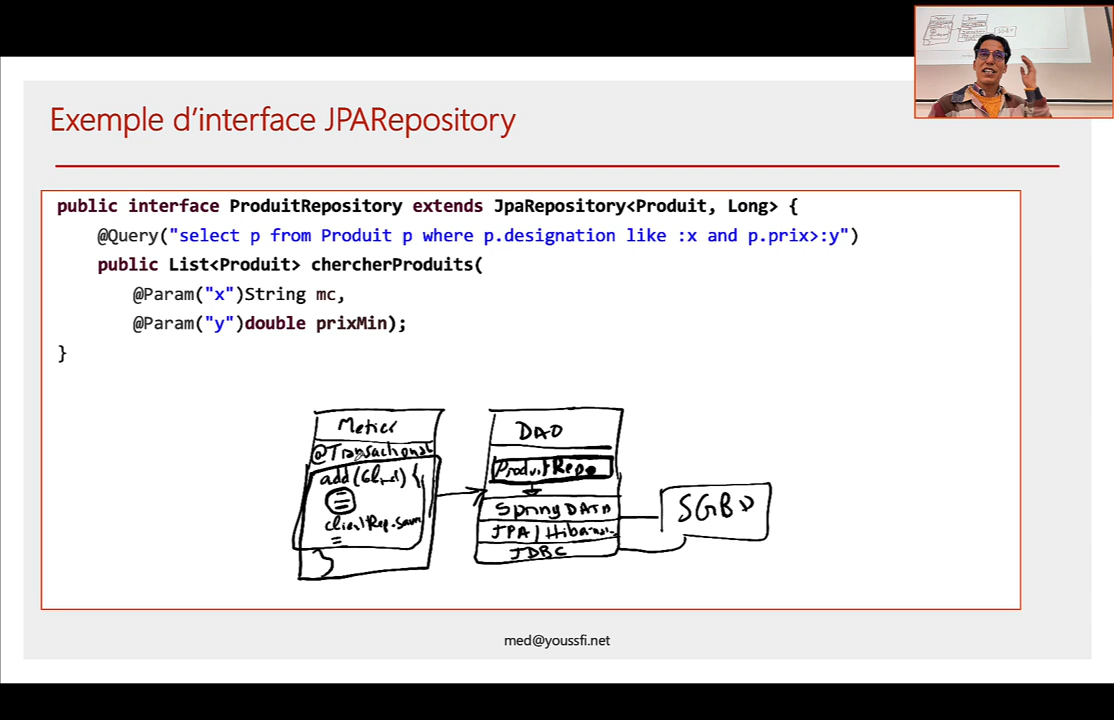 Exemple d’interface JPARepository
public interface ProduitRepository extends JpaRepository<Produit, Long> {
@Query("select p from Produit p where p.designation like :x and p.prix>:y")
public List<Produit> chercherProduits(
@Param("x")String mc,
@Param("y")double prixMin);
}
Metier
@Transactional
add(Client) {
clientRep.save
}
DAO
ProduitRepo
Spring DATA
JPA | Hibernate
JDBC
SGBD
med@youssfi.net